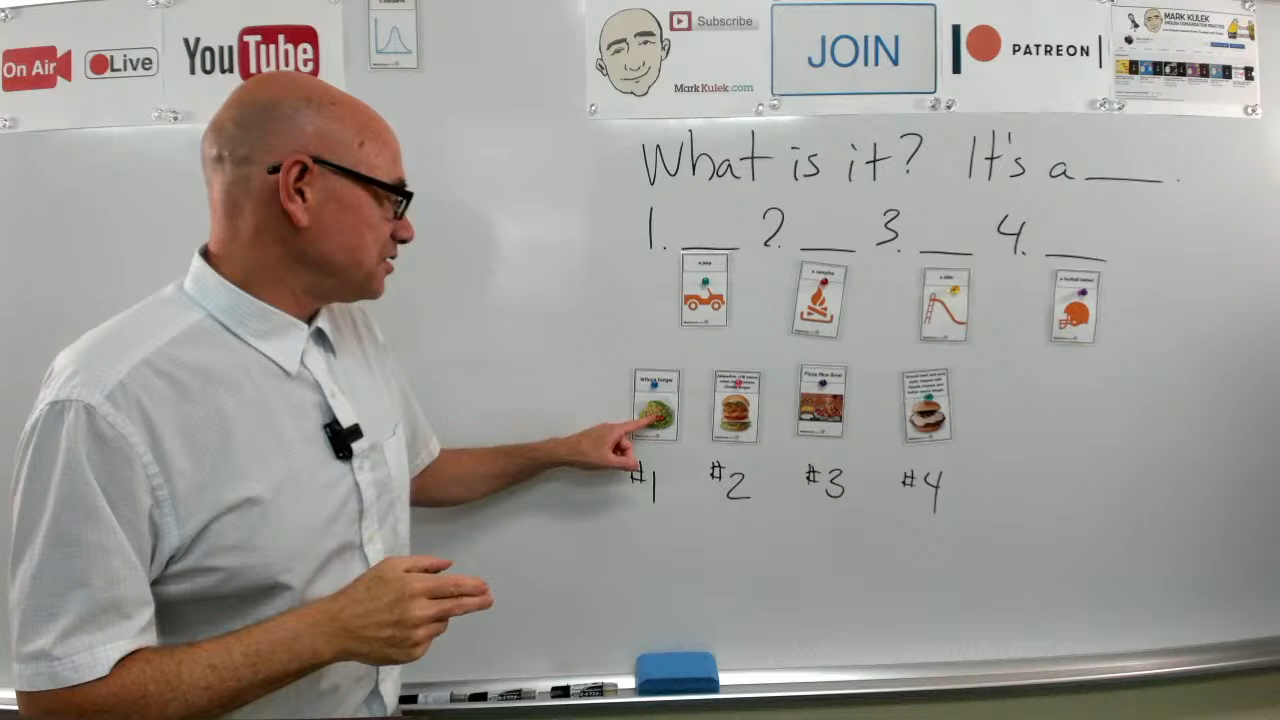 On Air
Live
YouTube
Subscribe
MarkKulek.com
JOIN
PATREON
MARK KULEK
What is it? It's a ___.
1. ___ 2. ___ 3. ___ 4. ___
a jeep
a campfire
a slide
a football helmet
lettuce burger
Pizza Rice Bowl
#1 #2 #3 #4